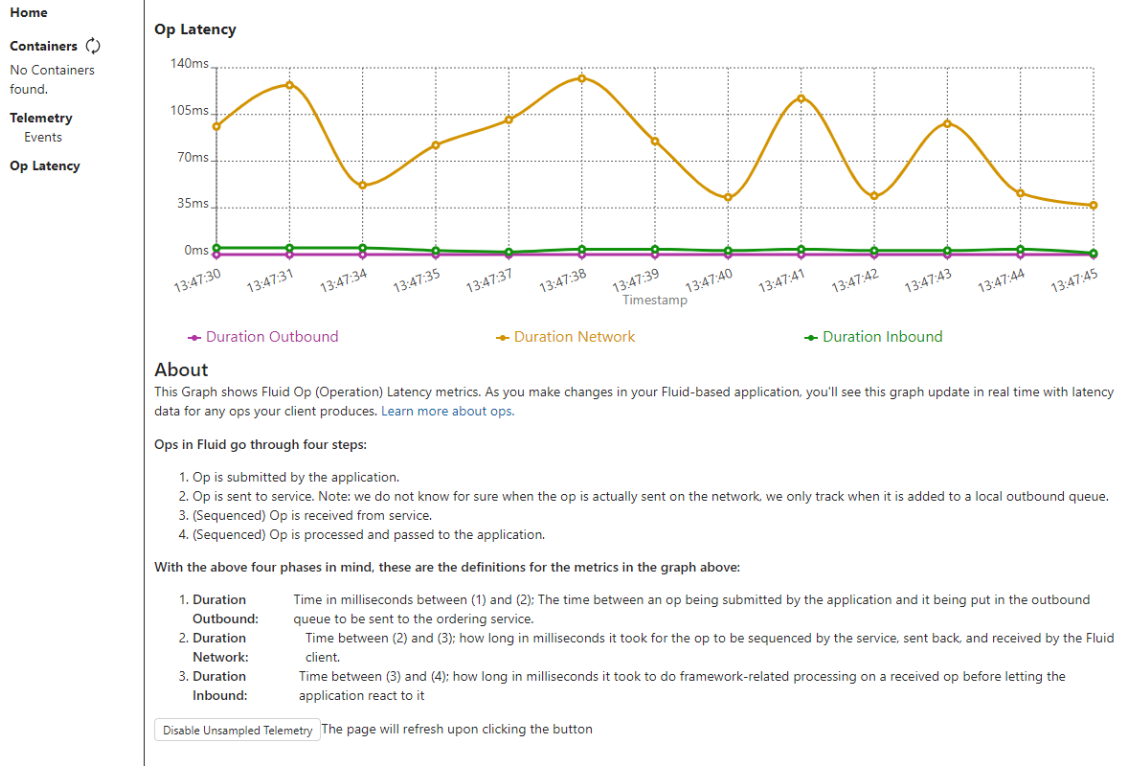 Home
Containers
No Containers
found.
Telemetry
Events
Op Latency
Op Latency
140ms
105ms
70ms
35ms
0ms
13:47:30 13:47:31 13:47:34 13:47:35 13:47:37 13:47:38 13:47:39 13:47:40 13:47:41 13:47:42 13:47:43 13:47:44 13:47:45
Timestamp
Duration Outbound Duration Network Duration Inbound
About
This Graph shows Fluid Op (Operation) Latency metrics. As you make changes in your Fluid-based application, you'll see this graph update in real time with latency
data for any ops your client produces. Learn more about ops.
Ops in Fluid go through four steps:
1. Op is submitted by the application.
2. Op is sent to service. Note: we do not know for sure when the op is actually sent on the network, we only track when it is added to a local outbound queue.
3. (Sequenced) Op is received from service.
4. (Sequenced) Op is processed and passed to the application.
With the above four phases in mind, these are the definitions for the metrics in the graph above:
1. Duration Time in milliseconds between (1) and (2); The time between an op being submitted by the application and it being put in the outbound
Outbound: queue to be sent to the ordering service.
2. Duration Time between (2) and (3); how long in milliseconds it took for the op to be sequenced by the service, sent back, and received by the Fluid
Network: client.
3. Duration Time between (3) and (4); how long in milliseconds it took to do framework-related processing on a received op before letting the
Inbound: application react to it
Disable Unsampled Telemetry The page will refresh upon clicking the button